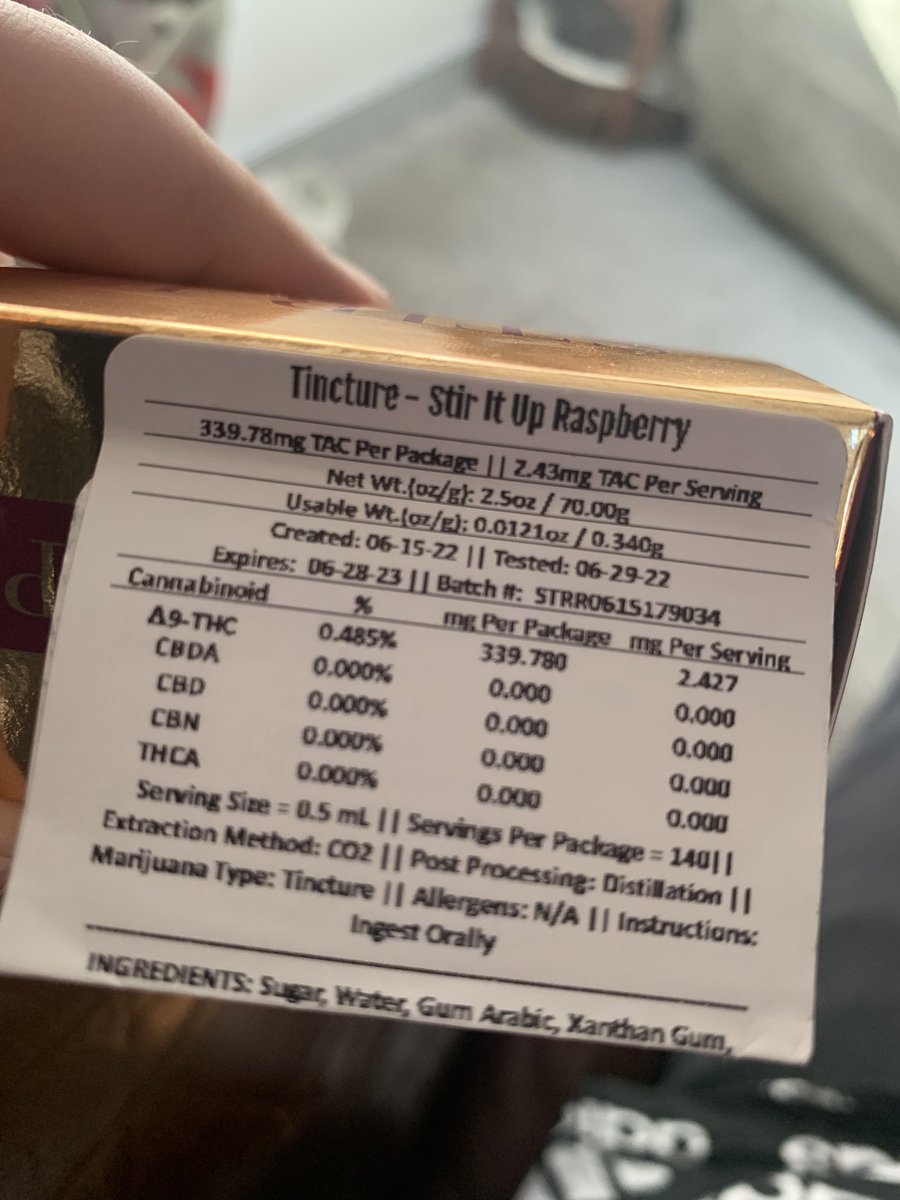 Tincture - Stir It Up Raspberry
339.78mg TAC Per Package || 2.43mg TAC Per Serving
Net Wt.(oz/g): 2.5oz / 70.00g
Usable Wt.(oz/g): 0.0121oz / 0.340g
Created: 06-15-22 || Tested: 06-29-22
Expires: 06-28-23 || Batch #: STRR0615179034
Cannabinoid % mg Per Package mg Per Serving
Δ9-THC 0.485% 339.780 2.427
CBDA 0.000% 0.000 0.000
CBD 0.000% 0.000 0.000
CBN 0.000% 0.000 0.000
THCA 0.000% 0.000 0.000
Serving Size = 0.5 mL || Servings Per Package = 140||
Extraction Method: CO2 || Post Processing: Distillation ||
Marijuana Type: Tincture || Allergens: N/A || Instructions:
Ingest Orally
INGREDIENTS: Sugar, Water, Gum Arabic, Xanthan Gum,